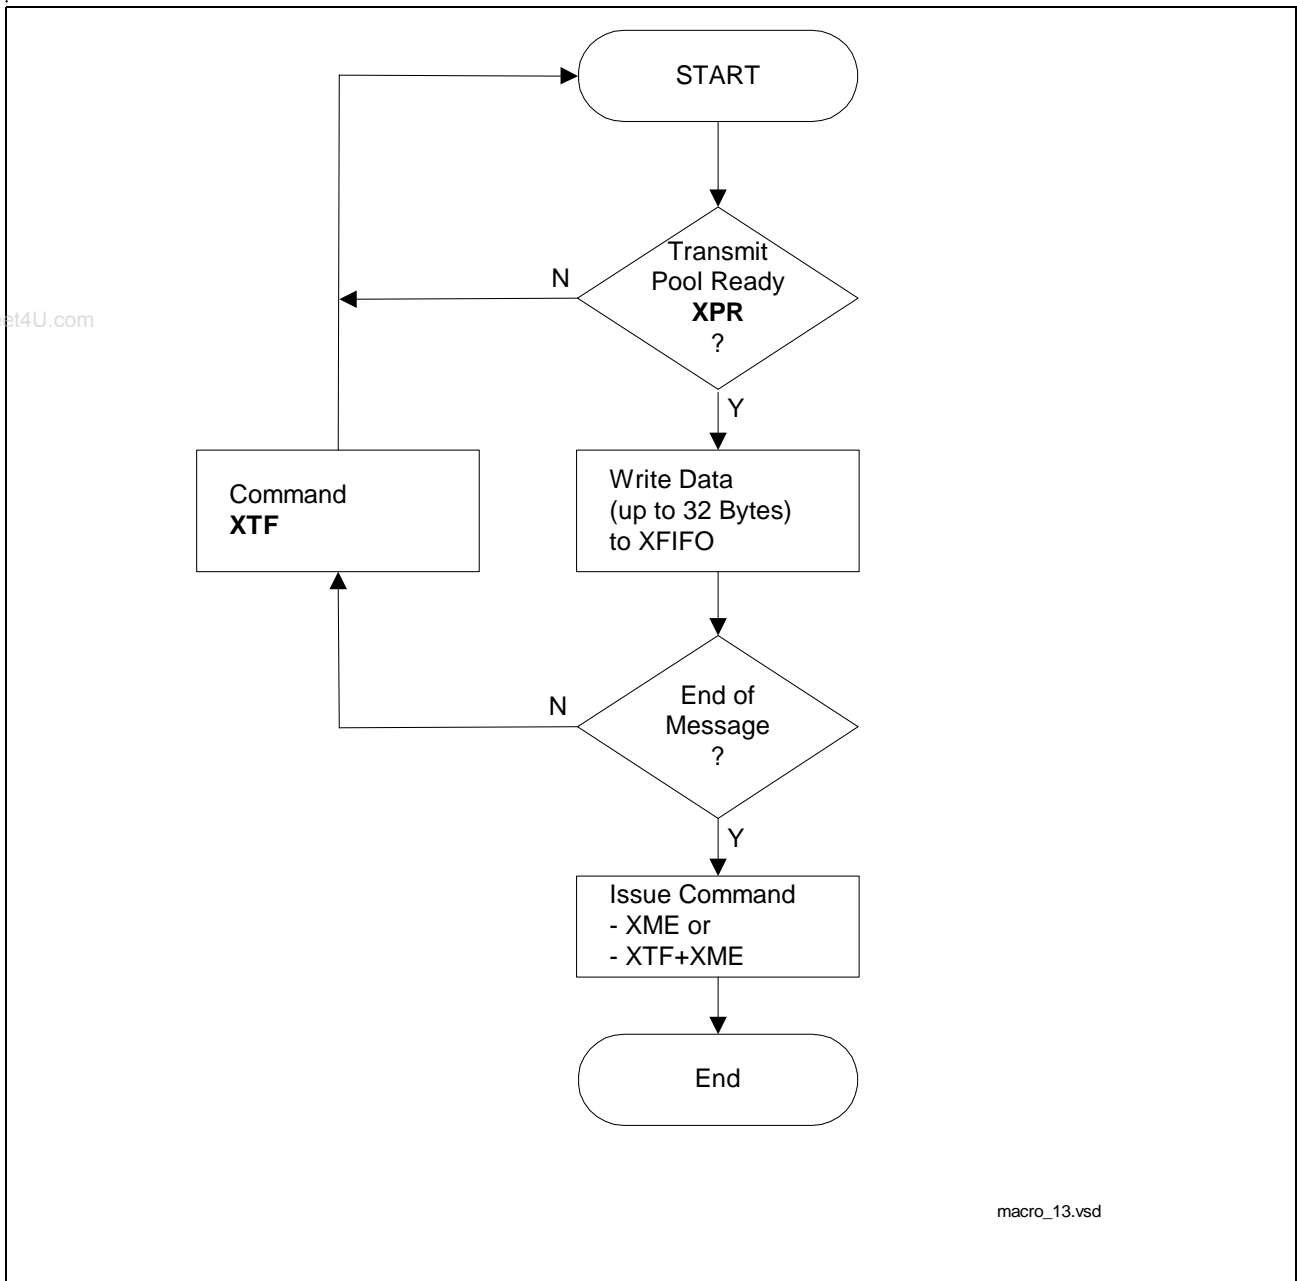 START
Transmit
Pool Ready
XPR
?
N
Y
et4U.com
Command
XTF
Write Data
(up to 32 Bytes)
to XFIFO
End of
Message
?
N
Y
Issue Command
- XME or
- XTF+XME
End
macro_13.vsd